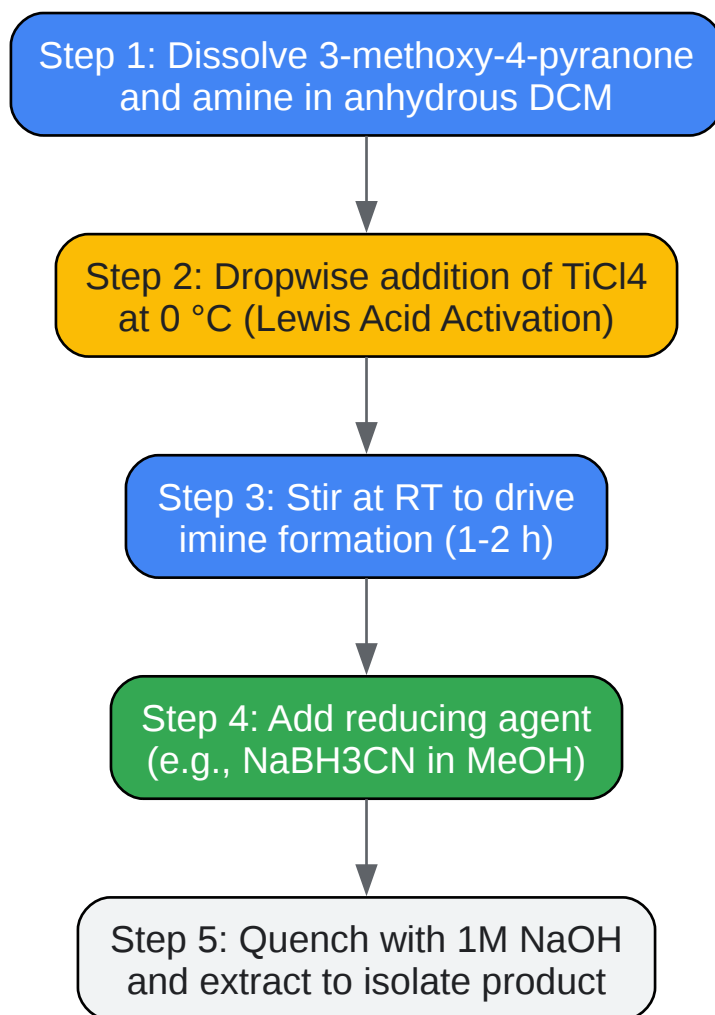 Step 1: Dissolve 3-methoxy-4-pyranone
and amine in anhydrous DCM
Step 2: Dropwise addition of TiCl4
at 0 °C (Lewis Acid Activation)
Step 3: Stir at RT to drive
imine formation (1-2 h)
Step 4: Add reducing agent
(e.g., NaBH3CN in MeOH)
Step 5: Quench with 1M NaOH
and extract to isolate product